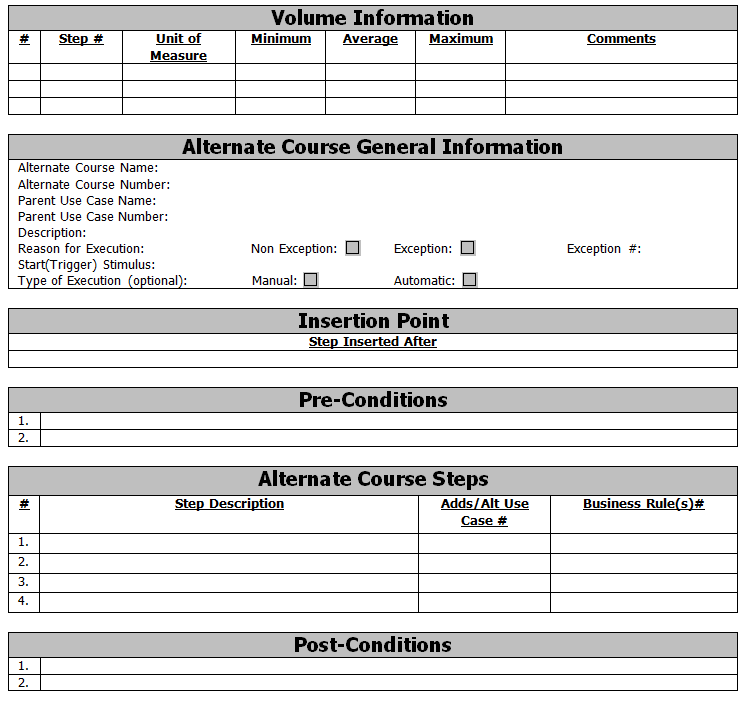 Volume Information
# Step # Unit of Minimum Average Maximum Comments
Measure
Alternate Course General Information
Alternate Course Name:
Alternate Course Number:
Parent Use Case Name:
Parent Use Case Number:
Description:
Reason for Execution: Non Exception: Exception: Exception #:
Start(Trigger) Stimulus:
Type of Execution (optional): Manual: Automatic:
Insertion Point
Step Inserted After
Pre-Conditions
1.
2.
Alternate Course Steps
# Step Description Adds/Alt Use Business Rule(s)#
Case #
1.
2.
3.
4.
Post-Conditions
1.
2.